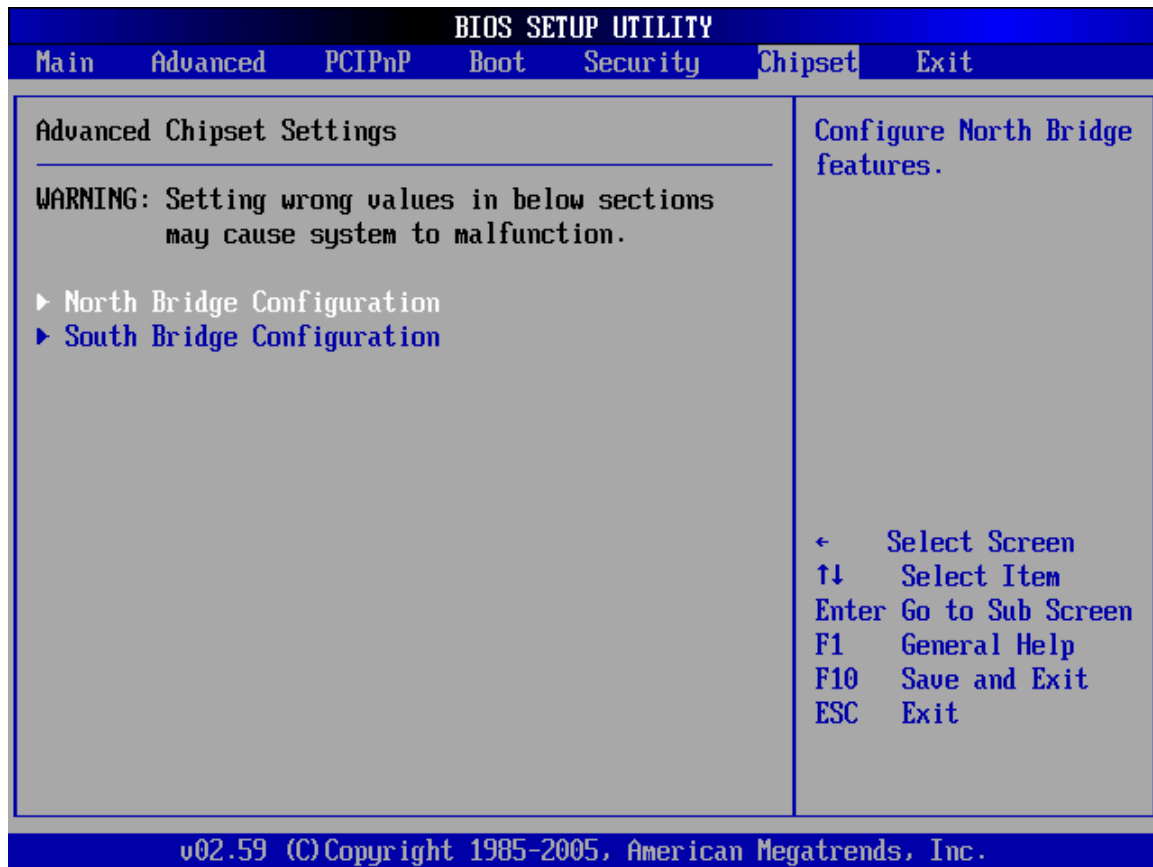 BIOS SETUP UTILITY
Main Advanced PCIPnP Boot Security Chipset Exit
Advanced Chipset Settings
WARNING: Setting wrong values in below sections
may cause system to malfunction.
▶ North Bridge Configuration
▶ South Bridge Configuration
Configure North Bridge
features.
← Select Screen
↑↓ Select Item
Enter Go to Sub Screen
F1 General Help
F10 Save and Exit
ESC Exit
v02.59 (C)Copyright 1985-2005, American Megatrends, Inc.